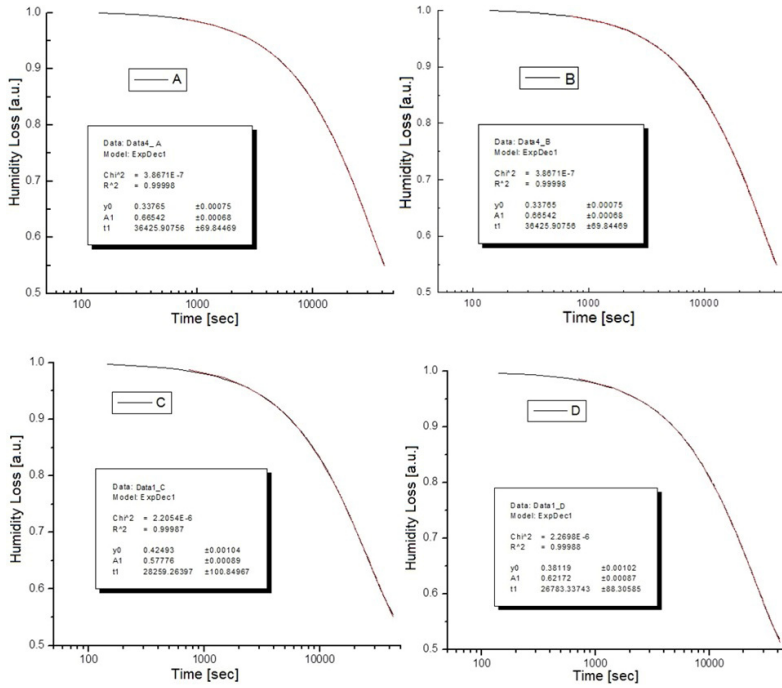 1.0
0.9
0.8
0.7
0.6
0.5
Humidity Loss [a.u.]
A
Data: Data4_A
Model: ExpDec1
Chi^2 = 3.8671E-7
R^2 = 0.99998
y0 0.33765 ±0.00075
A1 0.66542 ±0.00068
t1 36425.90756 ±69.84469
100 1000 10000
Time [sec]
1.0
0.9
0.8
0.7
0.6
0.5
Humidity Loss [a.u.]
B
Data: Data4_B
Model: ExpDec1
Chi^2 = 3.8671E-7
R^2 = 0.99998
y0 0.33765 ±0.00075
A1 0.66542 ±0.00068
t1 36425.90756 ±69.84469
100 1000 10000
Time [sec]
1.0
0.9
0.8
0.7
0.6
0.5
Humidity Loss [a.u.]
C
Data: Data1_C
Model: ExpDec1
Chi^2 = 2.2054E-6
R^2 = 0.99987
y0 0.42493 ±0.00104
A1 0.57776 ±0.00089
t1 28259.26397 ±100.84967
100 1000 10000
Time [sec]
1.0
0.9
0.8
0.7
0.6
0.5
Humidity Loss [a.u.]
D
Data: Data1_D
Model: ExpDec1
Chi^2 = 2.2698E-6
R^2 = 0.99988
y0 0.38119 ±0.00102
A1 0.62172 ±0.00087
t1 26783.33743 ±88.30585
100 1000 10000
Time [sec]